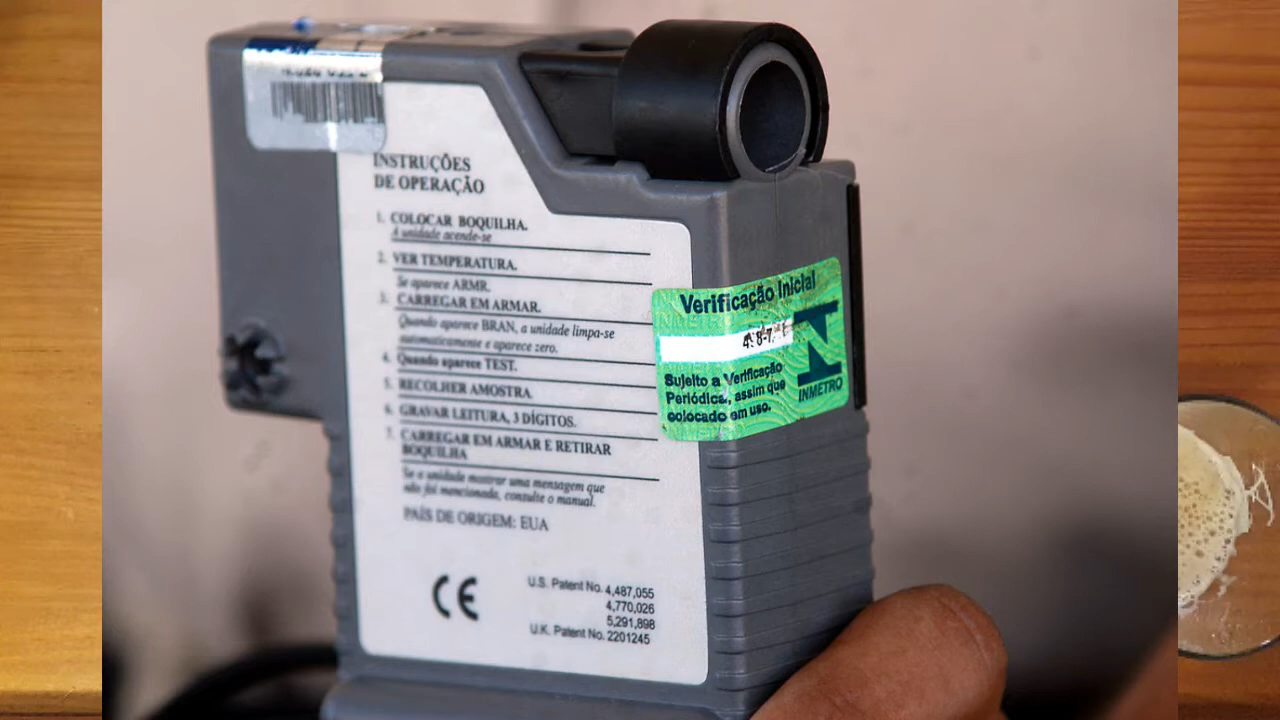 INSTRUÇÕES
DE OPERAÇÃO
1. COLOCAR BOQUILHA.
A unidade acende-se
2. VER TEMPERATURA.
Se aparece ARMR.
3. CARREGAR EM ARMAR.
Quando aparece BRAN, a unidade limpa-se
automaticamente e aparece zero.
4. Quando aparece TEST.
5. RECOLHER AMOSTRA
6. GRAVAR LEITURA, 3 DÍGITOS.
7. CARREGAR EM ARMAR E RETIRAR
BOQUILHA
Se a unidade mostrar uma mensagem que
não foi mencionada, consulte o manual.
PAÍS DE ORIGEM: EUA
CE
U.S. Patent No. 4,487,055
4,770,026
5,291,898
U.K. Patent No. 2201245
Verificação Inicial
INMETRO
Sujeito a Verificação
Periódica, assim que
colocado em uso.
INMETRO